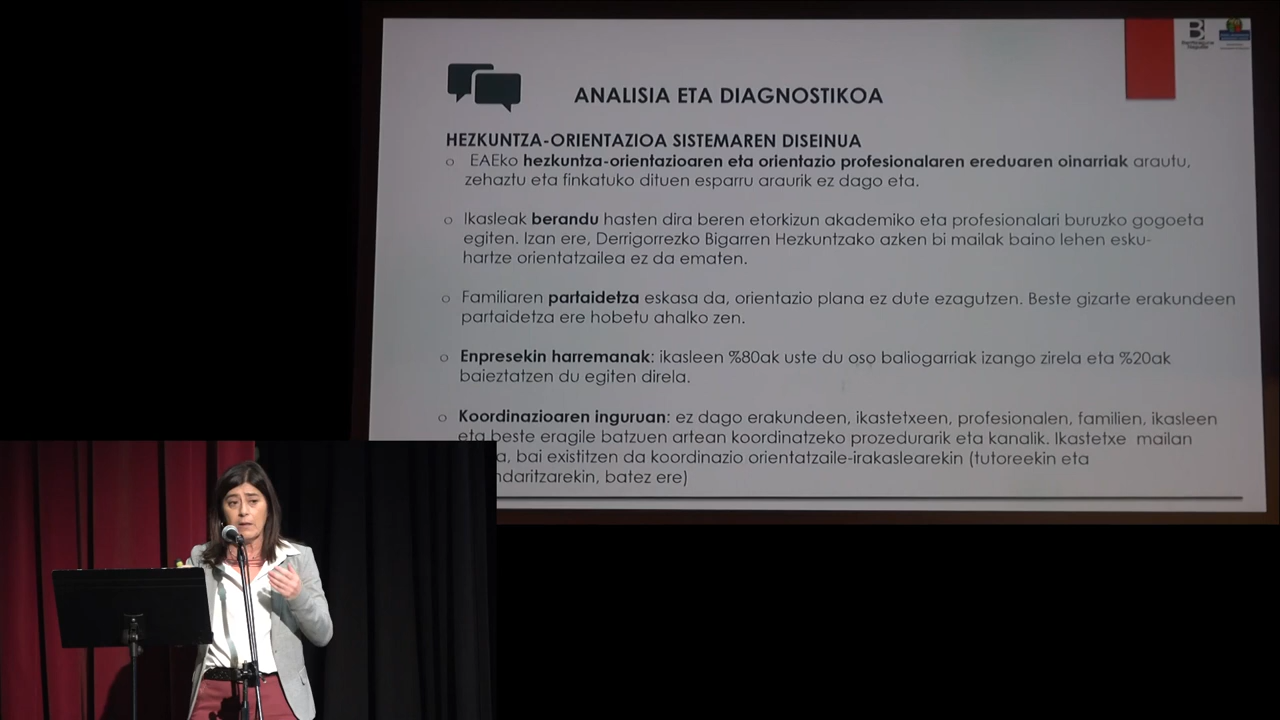 B
ANALISIA ETA DIAGNOSTIKOA
HEZKUNTZA-ORIENTAZIOA SISTEMAREN DISEINUA
o EAEko hezkuntza-orientazioaren eta orientazio profesionalaren ereduaren oinarriak arautu,
zehaztu eta finkatuko dituen esparru araurik ez dago eta.
o Ikasleak berandu hasten dira beren etorkizun akademiko eta profesionalari buruzko gogoeta
egiten. Izan ere, Derrigorrezko Bigarren Hezkuntzako azken bi mailak baino lehen esku-
hartze orientatzailea ez da ematen.
o Familiaren partaidetza eskasa da, orientazio plana ez dute ezagutzen. Beste gizarte erakundeen
partaidetza ere hobetu ahalko zen.
o Enpresekin harremanak: ikasleen %80ak uste du oso baliogarriak izango zirela eta %20ak
baieztatzen du egiten direla.
o Koordinazioaren inguruan: ez dago erakundeen, ikastetxeen, profesionalen, familien, ikasleen
eta beste eragile batzuen artean koordinatzeko prozedurarik eta kanalik. Ikastetxe mailan
a, bai existitzen da koordinazio orientatzaile-irakaslearekin (tutoreekin eta
ndaritzarekin, batez ere)